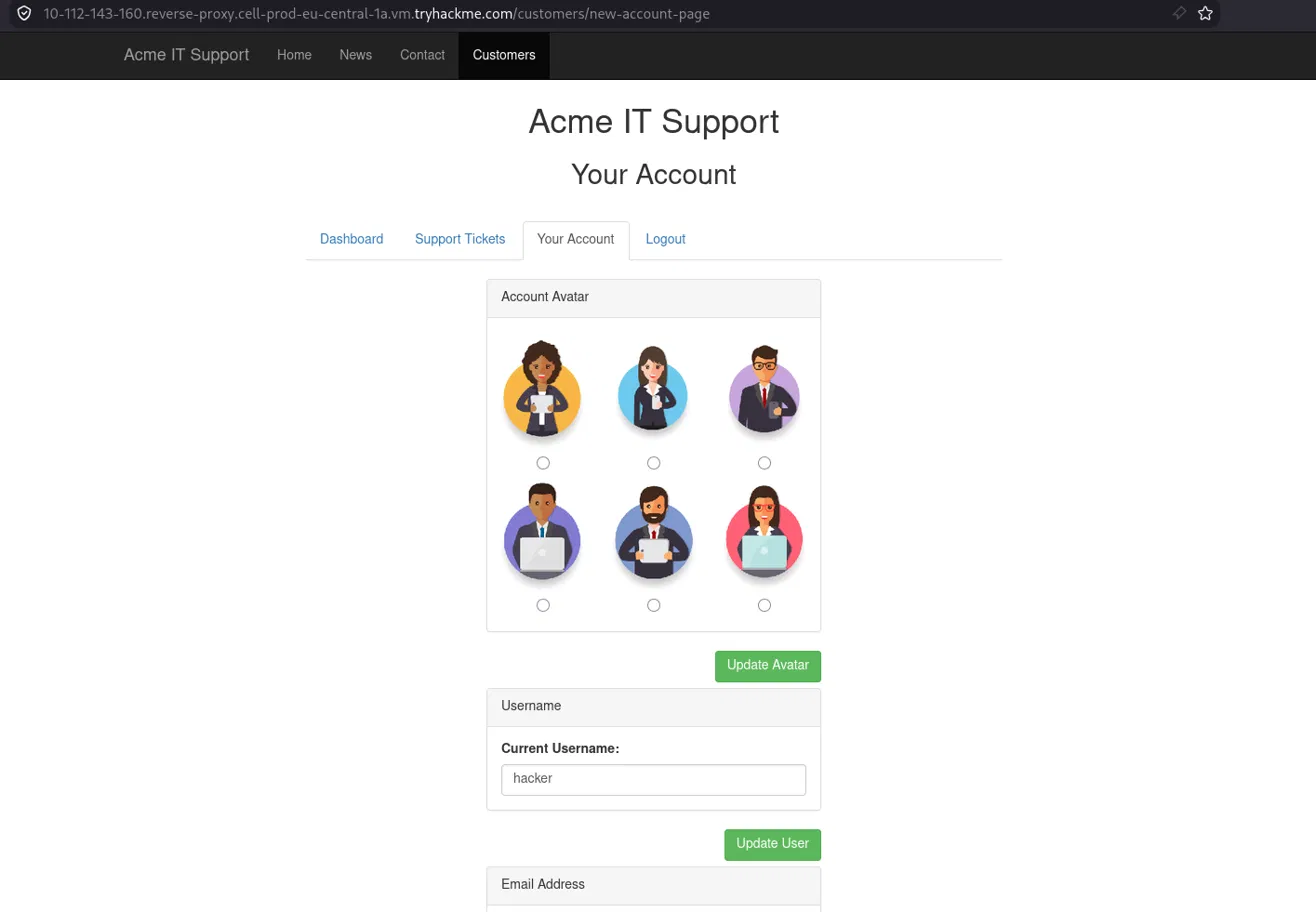 10-112-143-160.reverse-proxy.cell-prod-eu-central-1a.vm.tryhackme.com/customers/new-account-page
Acme IT Support Home News Contact Customers
Acme IT Support
Your Account
Dashboard Support Tickets Your Account Logout
Account Avatar
Update Avatar
Username
Current Username:
hacker
Update User
Email Address